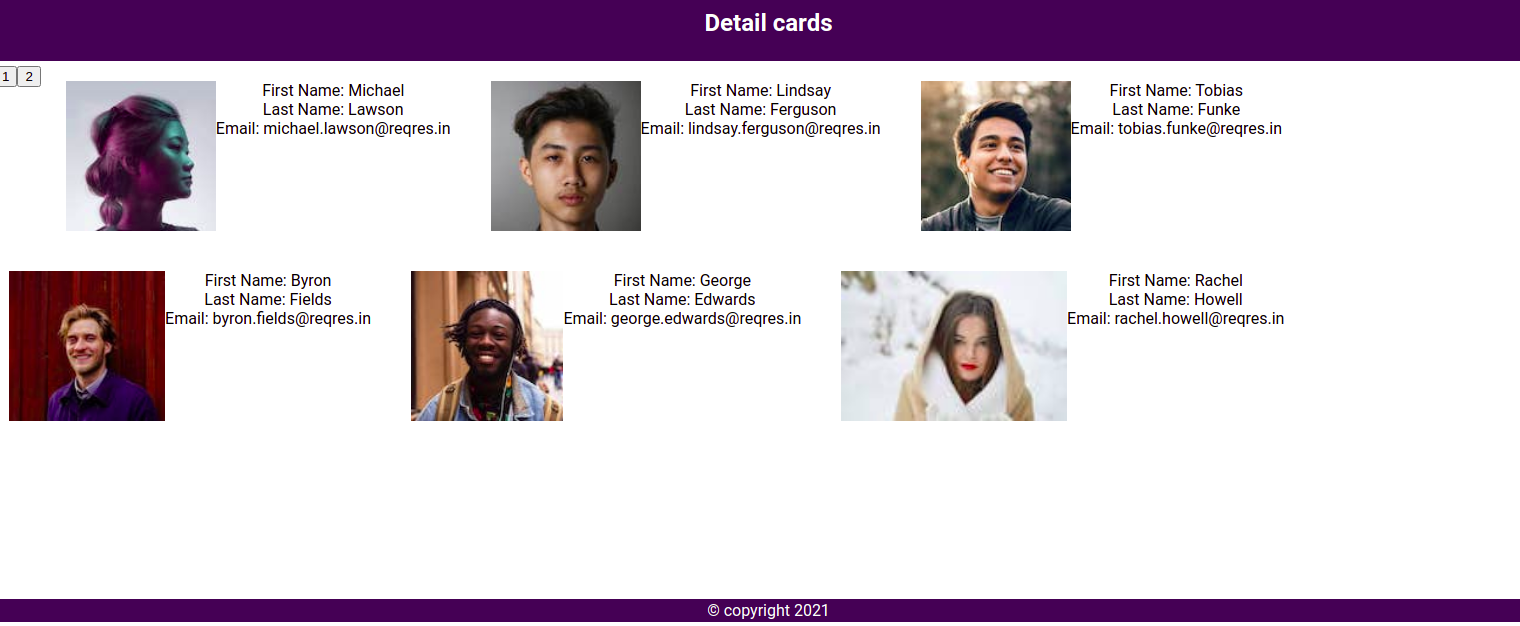 Detail cards
1 2
First Name: Michael
Last Name: Lawson
Email: michael.lawson@reqres.in
First Name: Lindsay
Last Name: Ferguson
Email: lindsay.ferguson@reqres.in
First Name: Tobias
Last Name: Funke
Email: tobias.funke@reqres.in
First Name: Byron
Last Name: Fields
Email: byron.fields@reqres.in
First Name: George
Last Name: Edwards
Email: george.edwards@reqres.in
First Name: Rachel
Last Name: Howell
Email: rachel.howell@reqres.in
© copyright 2021